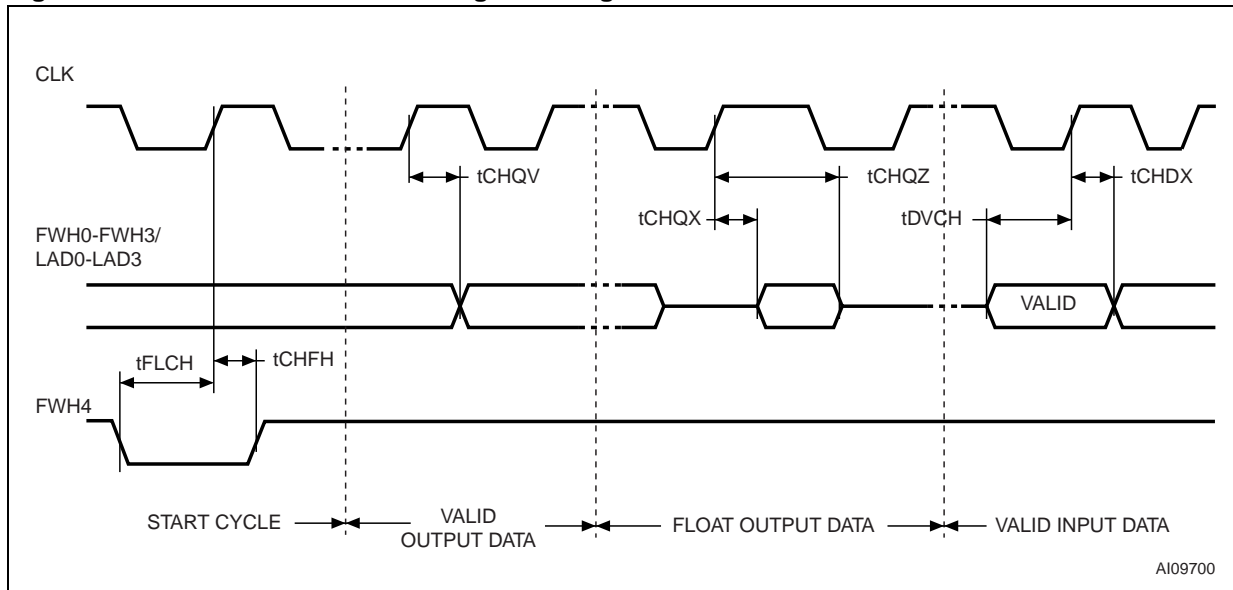 CLK
tCHQV
tCHQZ
tCHDX
tCHQX
tDVCH
FWH0-FWH3/
LAD0-LAD3
VALID
tFLCH
tCHFH
FWH4
START CYCLE
VALID
OUTPUT DATA
FLOAT OUTPUT DATA
VALID INPUT DATA
AI09700